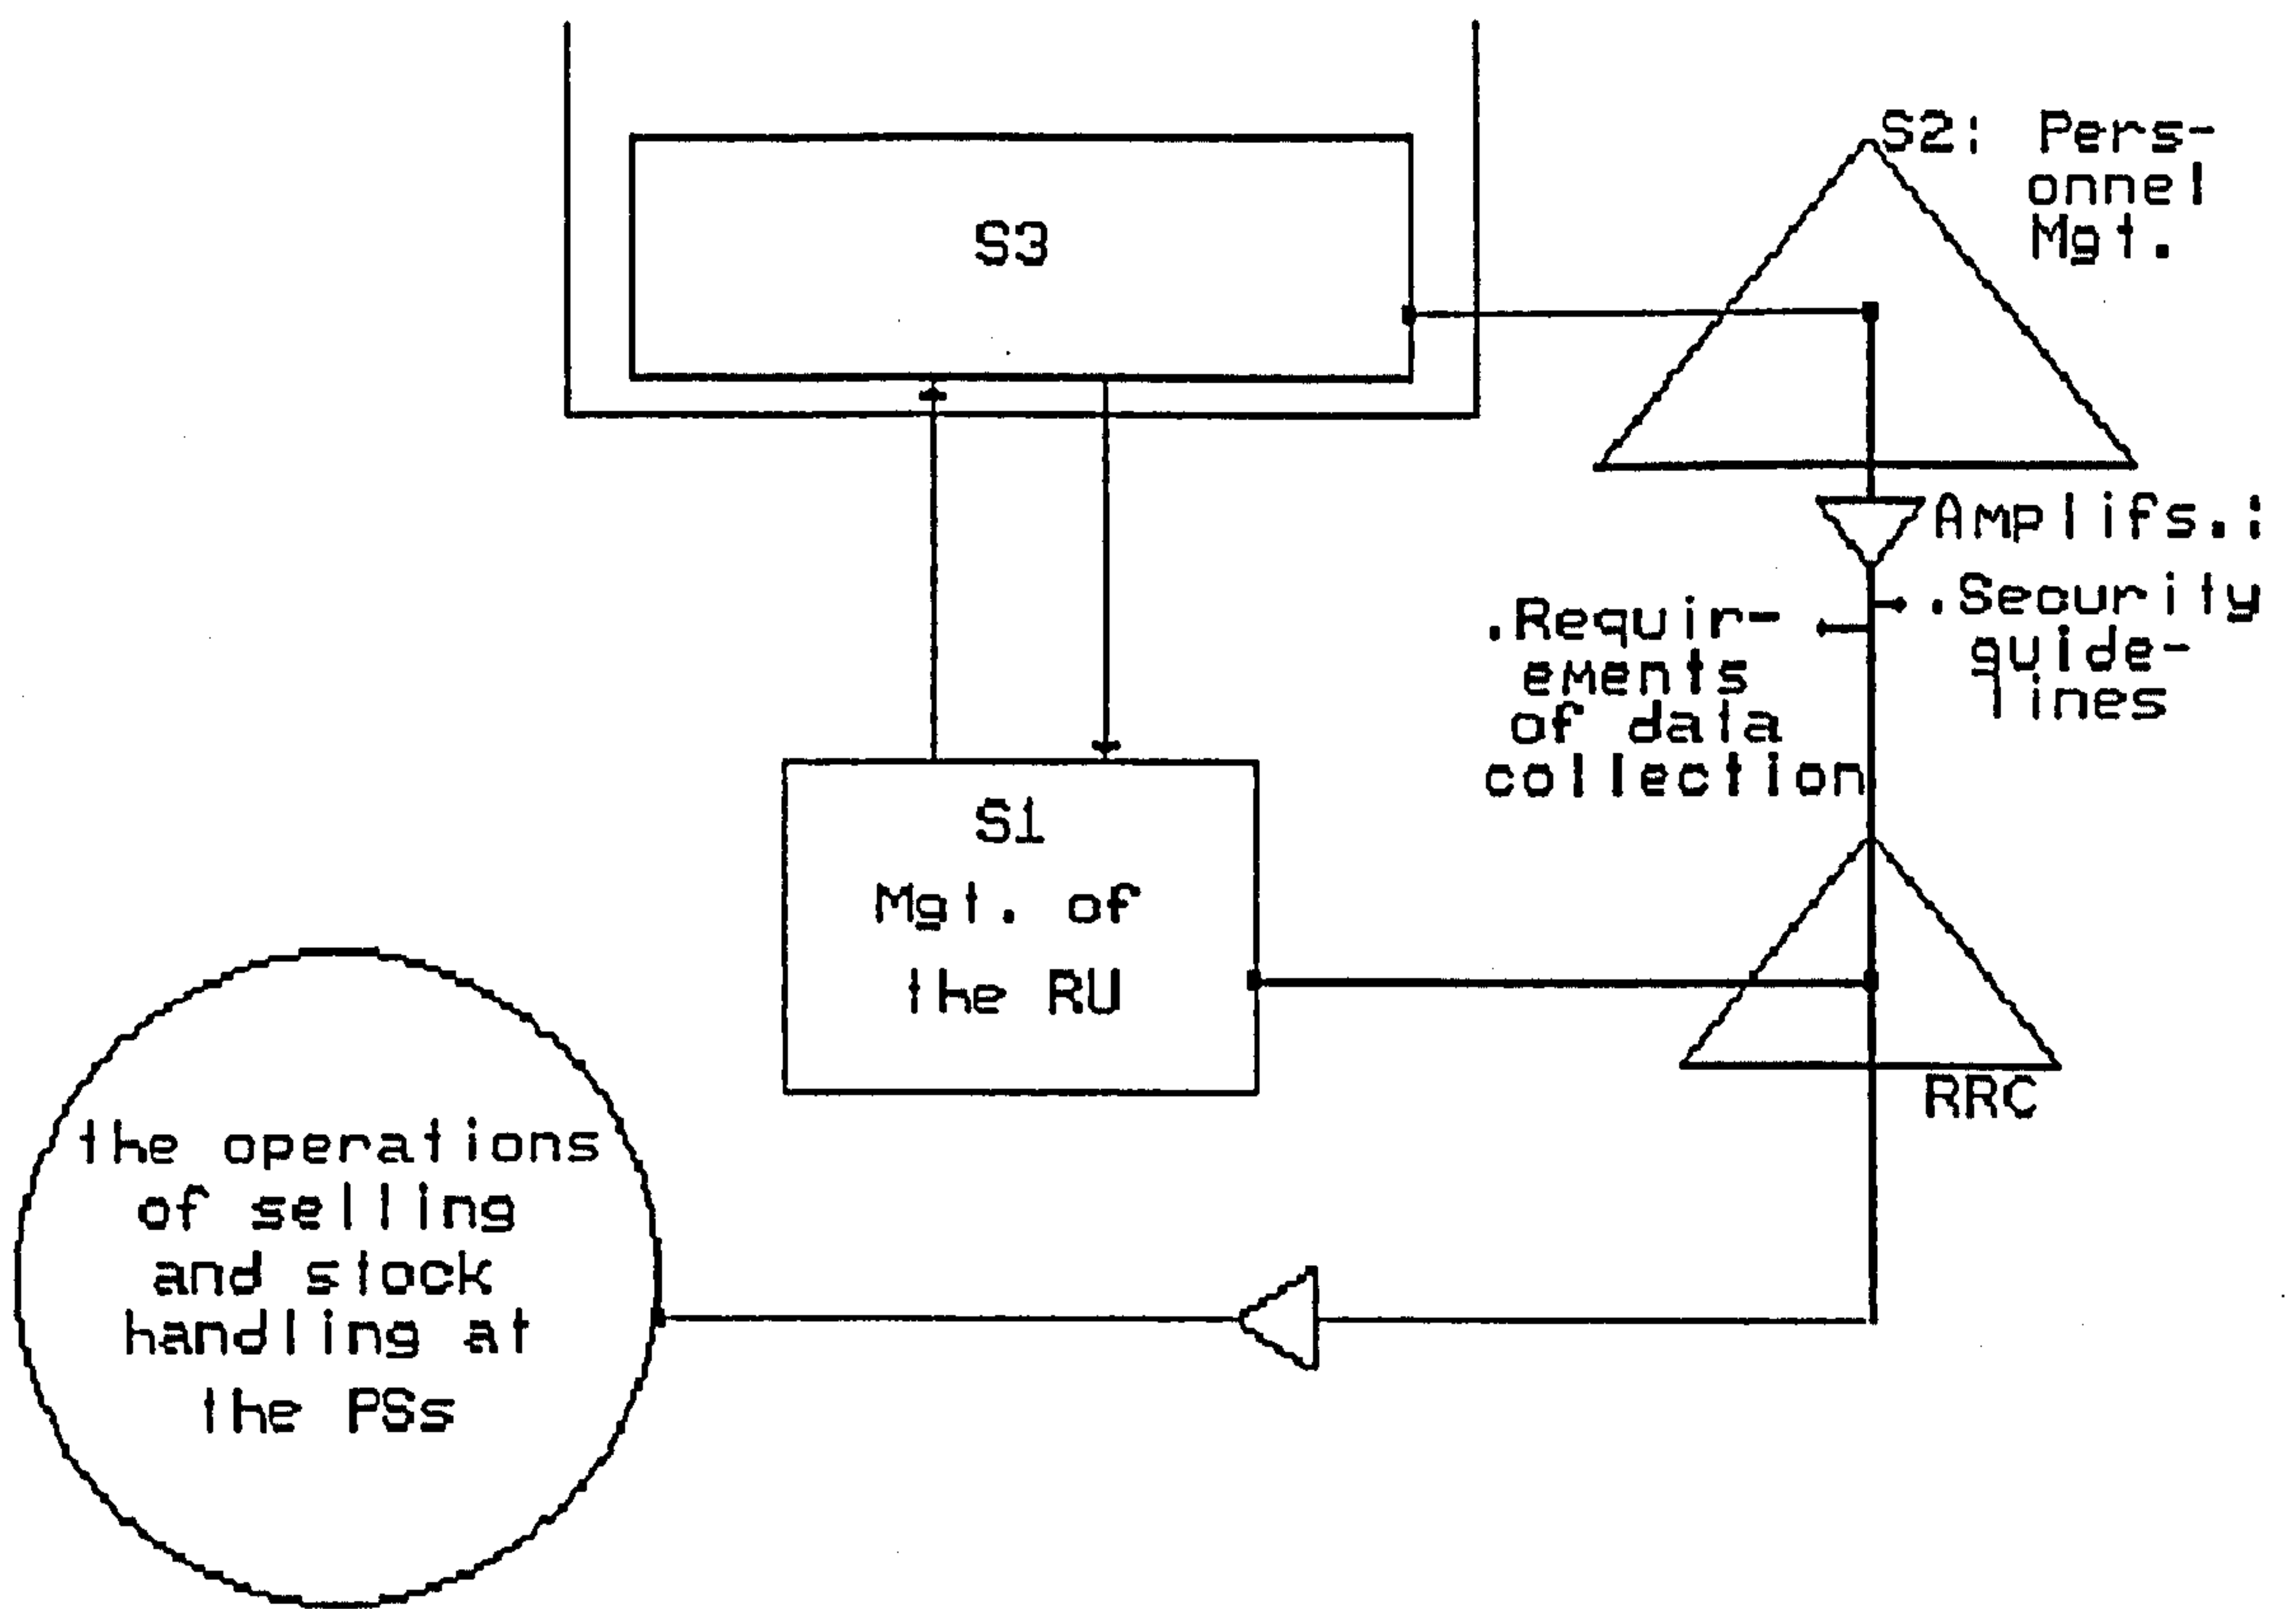 S2: Pers-
onnel
Mgt.
S3
Amplifs.:
.Security
guide-
lines
.Requir-
ements
of data
collection
S1
Mgt. of
the RU
RRC
the operations
of selling
and stock
handling at
the PSs